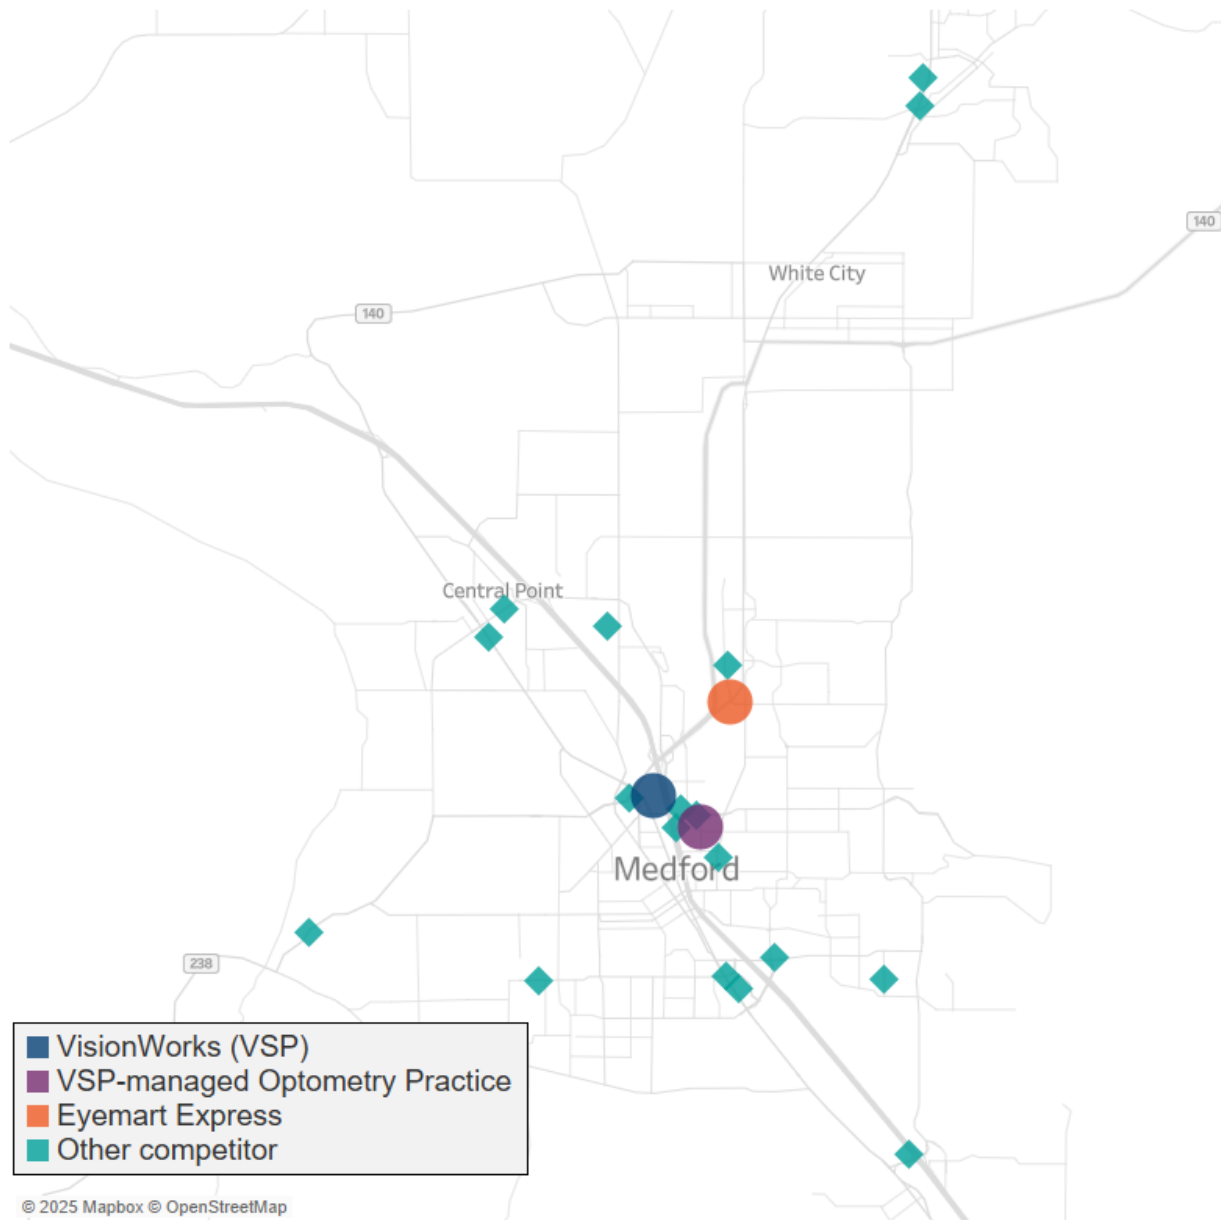 140
White City
140
Central Point
Medford
238
VisionWorks (VSP)
VSP-managed Optometry Practice
Eyemart Express
Other competitor
© 2025 Mapbox © OpenStreetMap